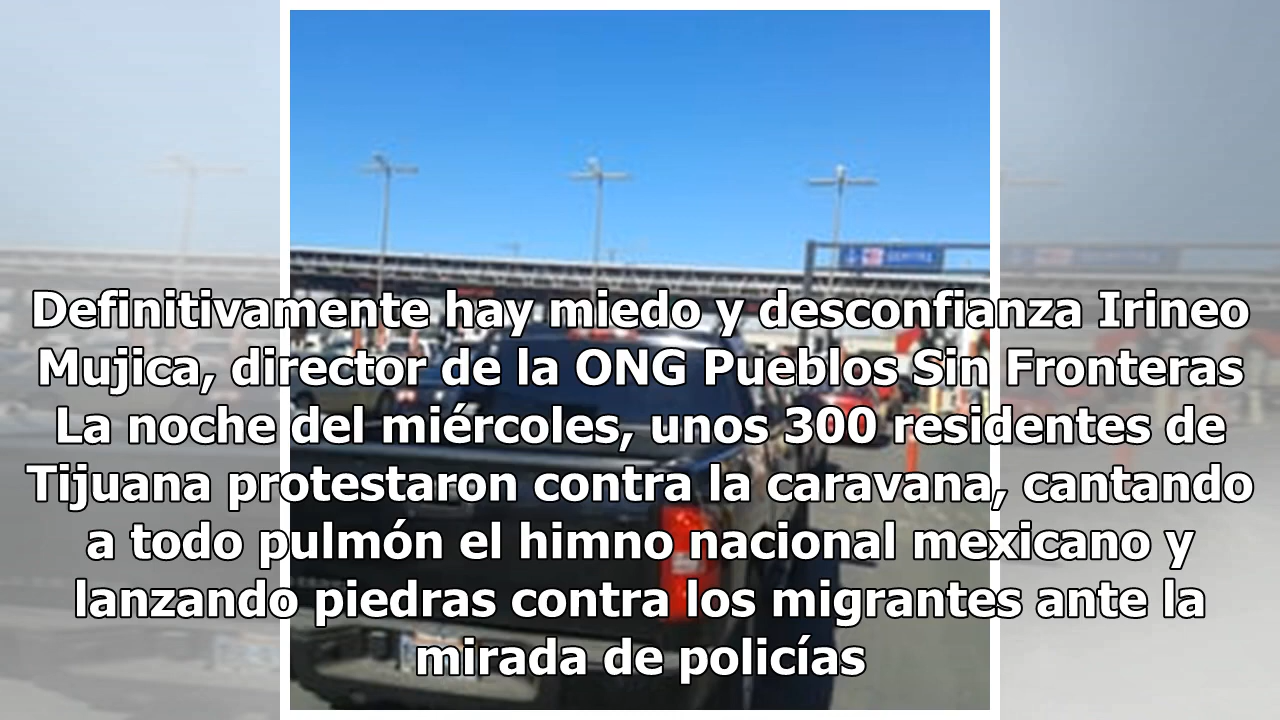 Definitivamente hay miedo y desconfianza Irineo
Mujica, director de la ONG Pueblos Sin Fronteras
La noche del miércoles, unos 300 residentes de
Tijuana protestaron contra la caravana, cantando
a todo pulmón el himno nacional mexicano y
lanzando piedras contra los migrantes ante la
mirada de policías